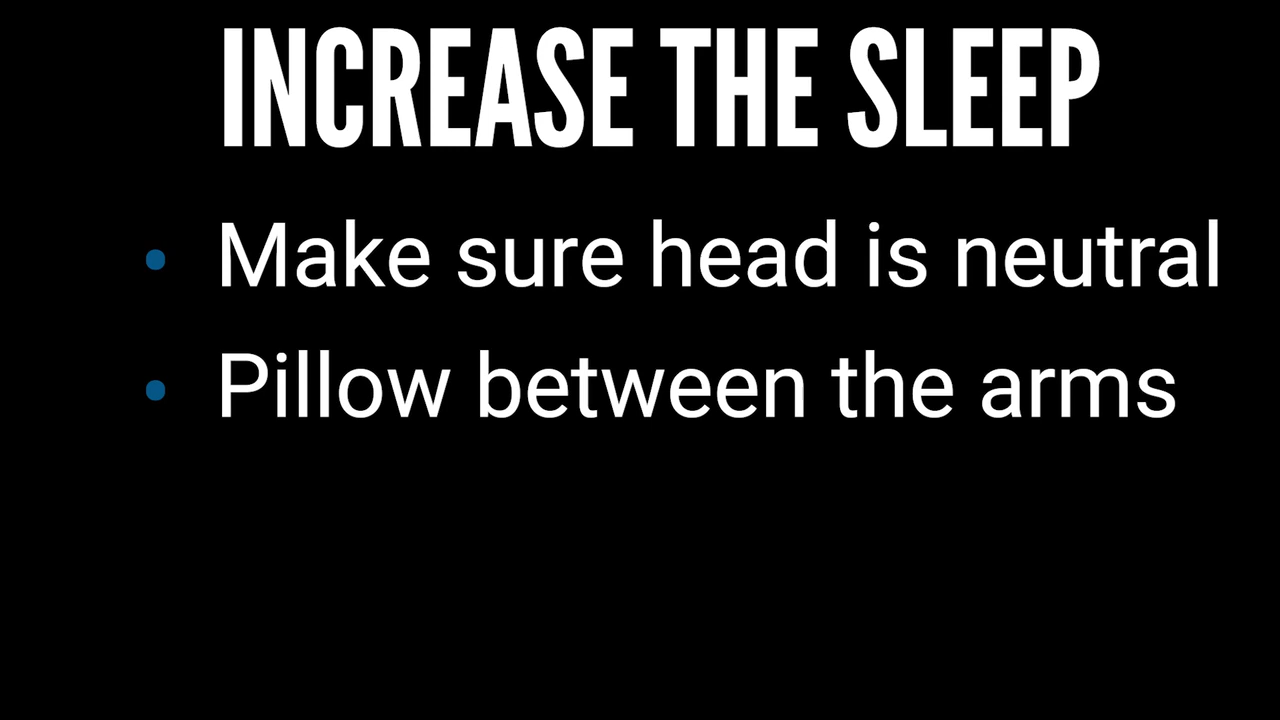 INCREASE THE SLEEP
• Make sure head is neutral
• Pillow between the arms